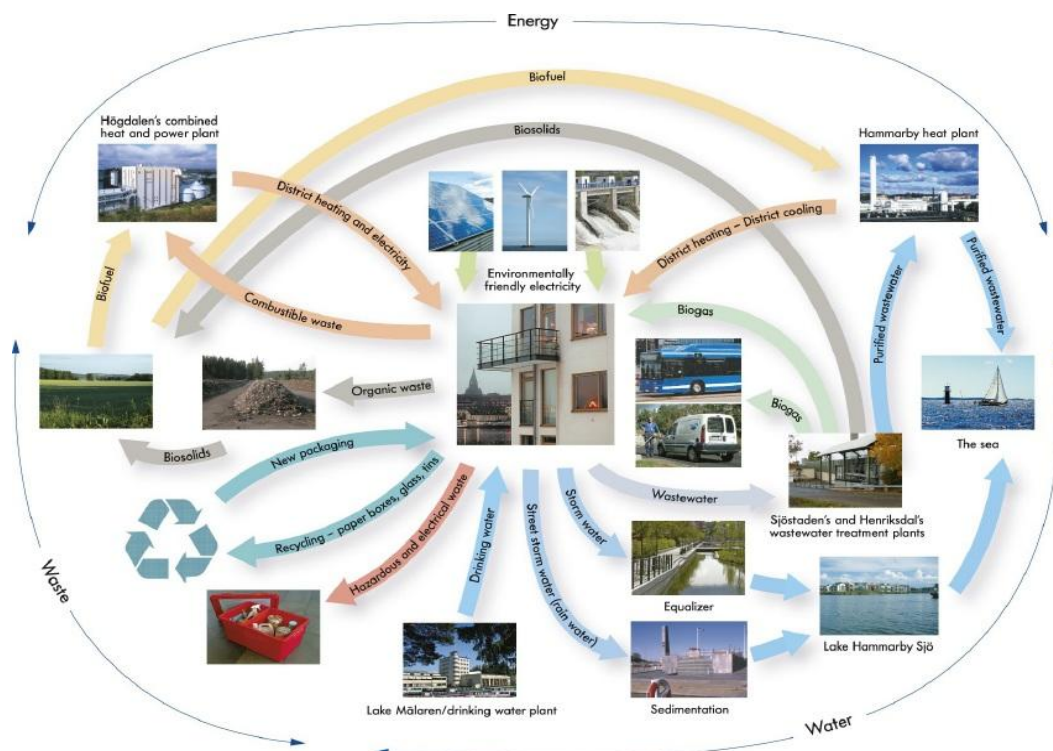 Energy
Biofuel
Högdalen's combined
heat and power plant
Biosolids
Hammarby heat plant
District heating and electricity
District heating – District cooling
Environmentally
friendly electricity
Biofuel
Combustible waste
Biogas
Purified wastewater
Purified wastewater
Organic waste
Biogas
The sea
Biosolids
New packaging
Wastewater
Sjöstaden's and Henriksdal's
wastewater treatment plants
Recycling – paper boxes, glass, tins
Hazardous and electrical waste
Drinking water
Street storm water (rain water)
Storm water
Waste
Equalizer
Lake Hammarby Sjö
Lake Mälaren/drinking water plant
Sedimentation
Water